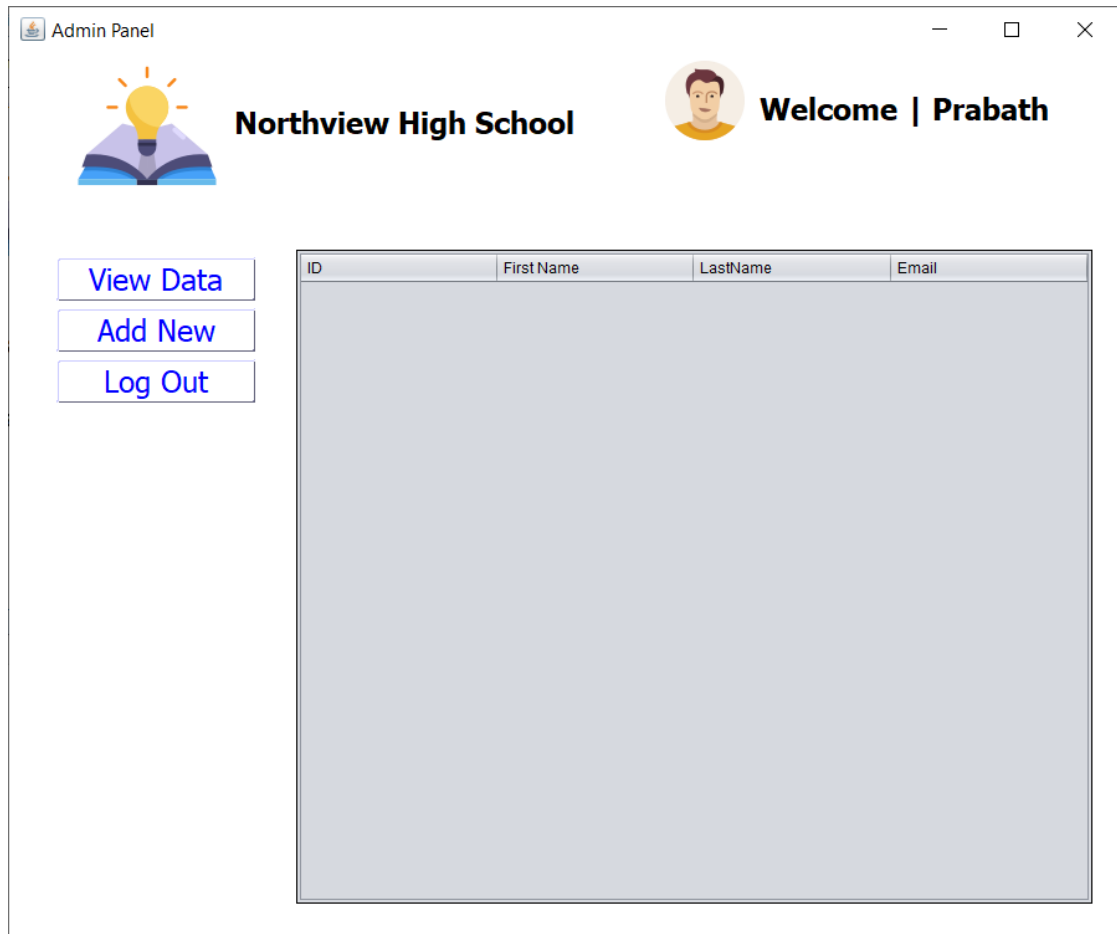 Admin Panel
Northview High School
Welcome | Prabath
View Data
Add New
Log Out
ID First Name LastName Email